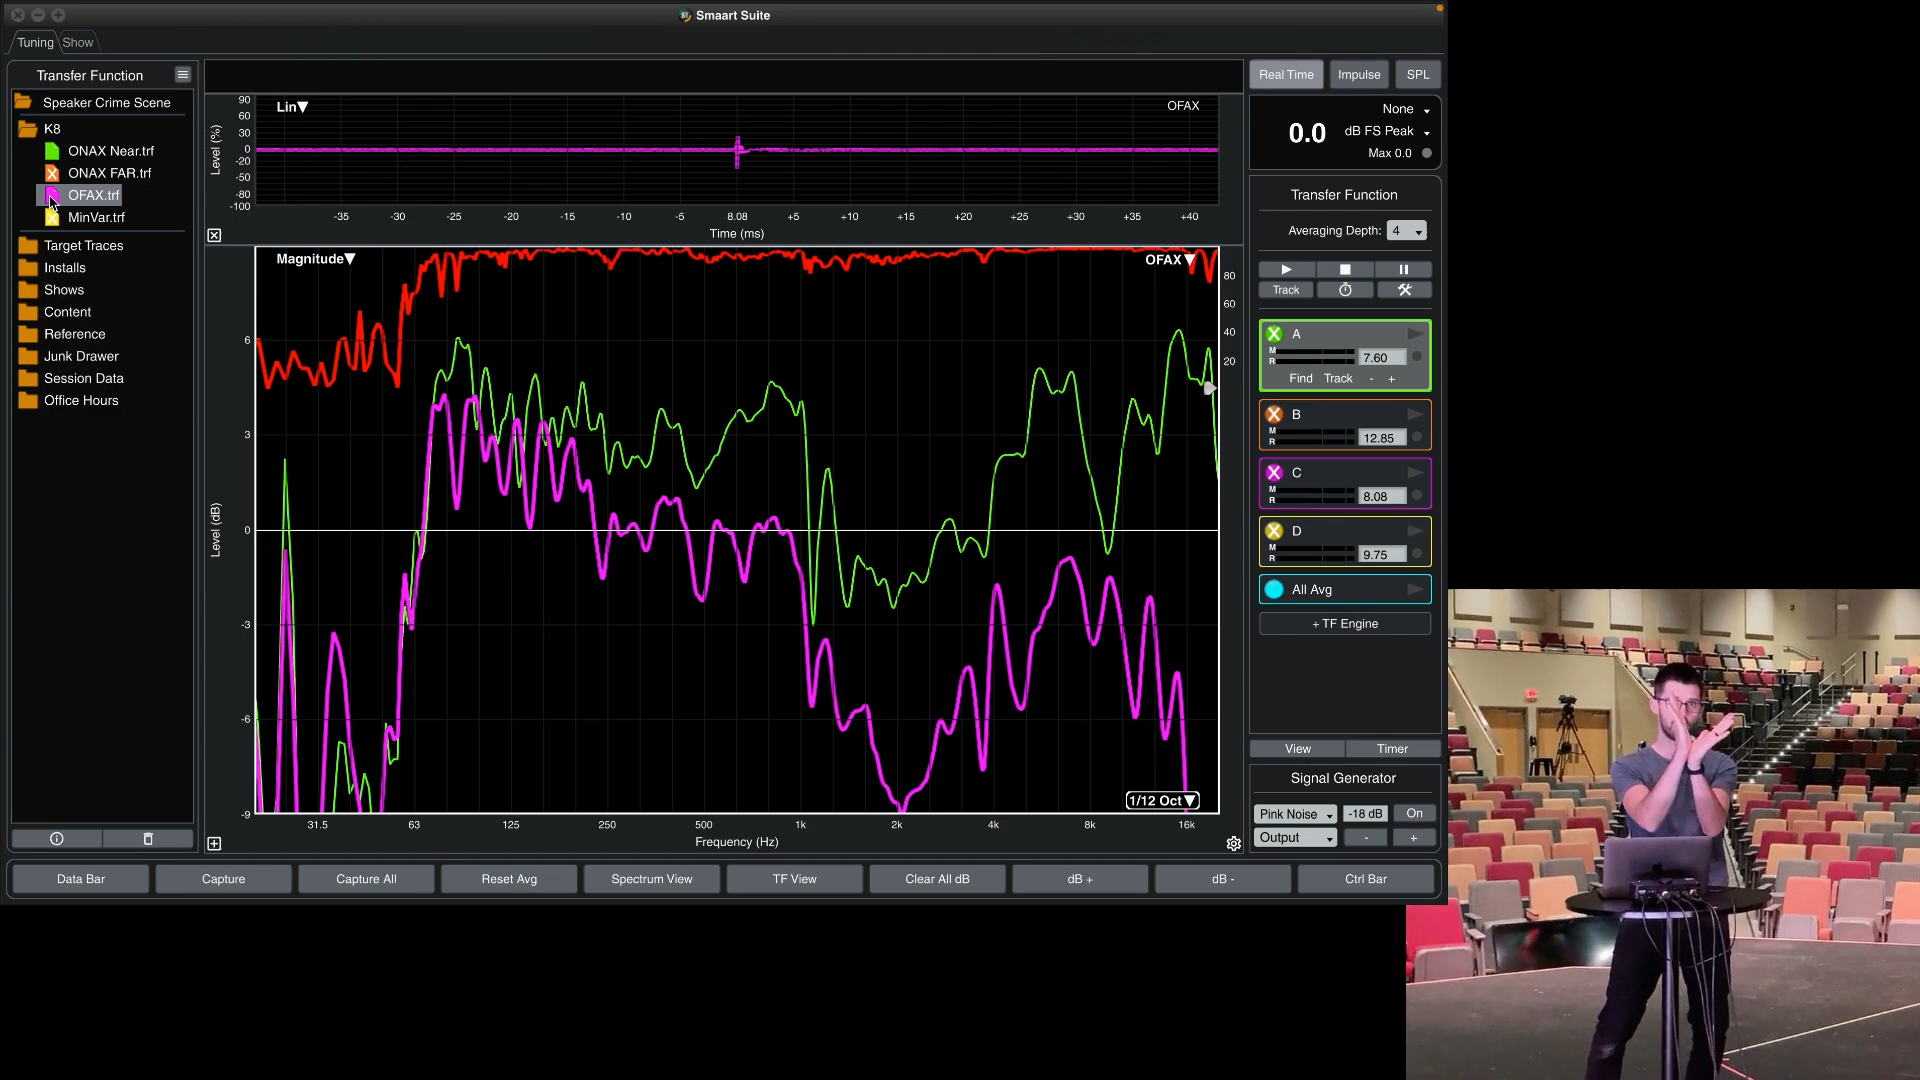 Smaart Suite
Tuning
Show
Transfer Function
Speaker Crime Scene
K8
ONAX Near.trf
ONAX FAR.trf
OFAX.trf
MinVar.trf
Target Traces
Installs
Shows
Content
Reference
Junk Drawer
Session Data
Office Hours
Lin▼
OFAX
Level (%)
90
60
30
0
-20
-50
-80
-100
-35
-30
-25
-20
-15
-10
-5
8.08
+5
+10
+15
+20
+25
+30
+35
+40
Time (ms)
Magnitude▼
OFAX▼
80
60
40
20
Level (dB)
6
3
0
-3
-6
-9
1/12 Oct▼
31.5
63
125
250
500
1k
2k
4k
8k
16k
Frequency (Hz)
Real Time
Impulse
SPL
None
0.0
dB FS Peak
Max 0.0
Transfer Function
Averaging Depth: 4
Track
A
M
R
7.60
Find Track - +
B
M
R
12.85
C
M
R
8.08
D
M
R
9.75
All Avg
+ TF Engine
View
Timer
Signal Generator
Pink Noise -18 dB On
Output - +
Data Bar
Capture
Capture All
Reset Avg
Spectrum View
TF View
Clear All dB
dB +
dB -
Ctrl Bar